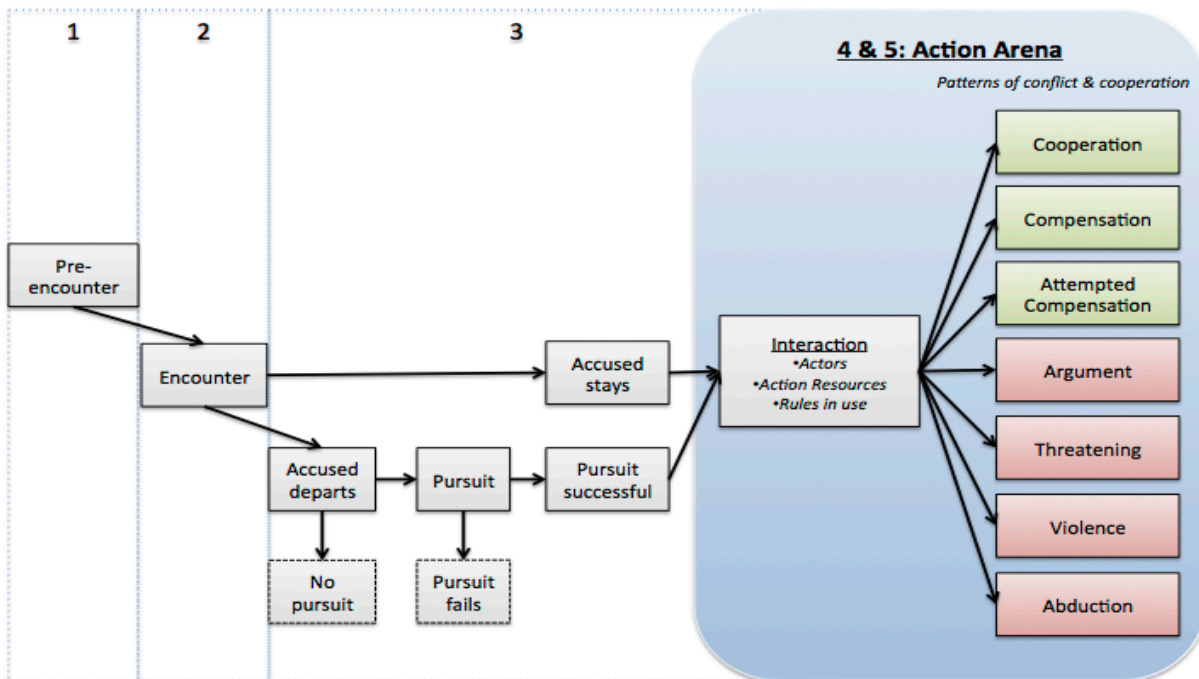 1
2
3
4 & 5: Action Arena
Patterns of conflict & cooperation
Pre-
encounter
Encounter
Accused
stays
Accused
departs
Pursuit
Pursuit
successful
No
pursuit
Pursuit
fails
Interaction
•Actors
•Action Resources
•Rules in use
Cooperation
Compensation
Attempted
Compensation
Argument
Threatening
Violence
Abduction